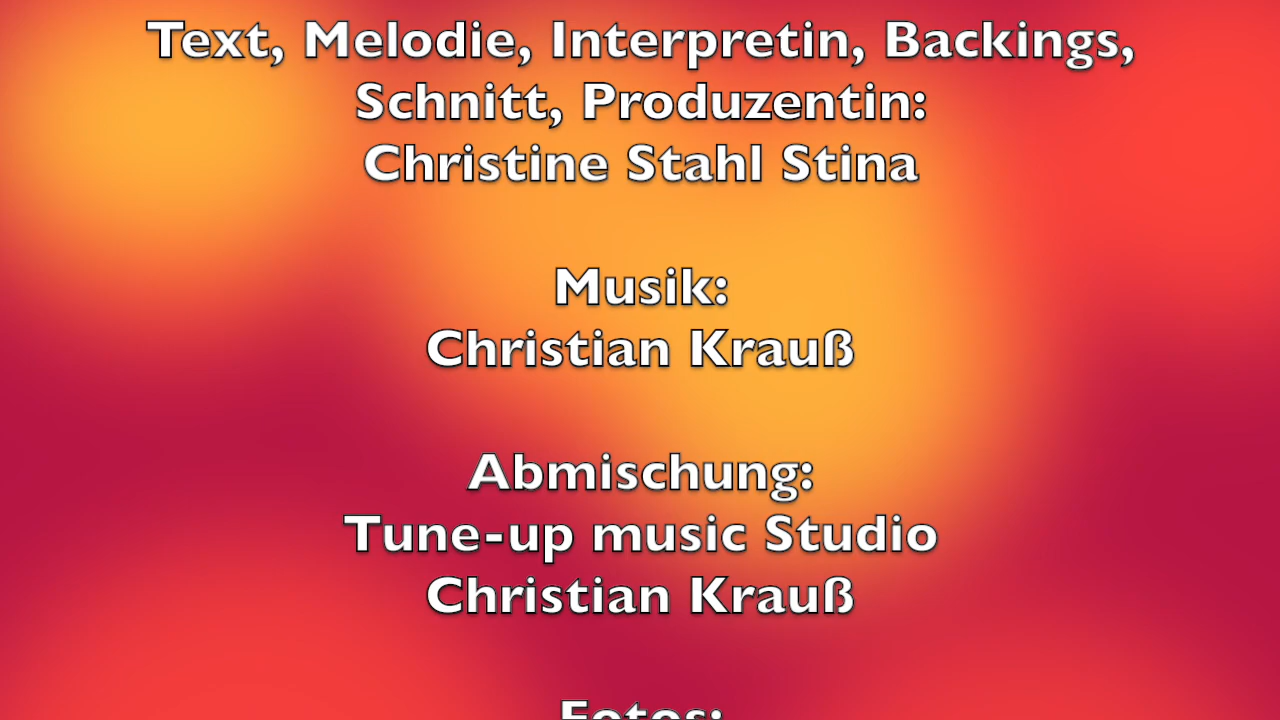 Text, Melodie, Interpretin, Backings,
Schnitt, Produzentin:
Christine Stahl Stina
Musik:
Christian Krauß
Abmischung:
Tune-up music Studio
Christian Krauß
Fotos: